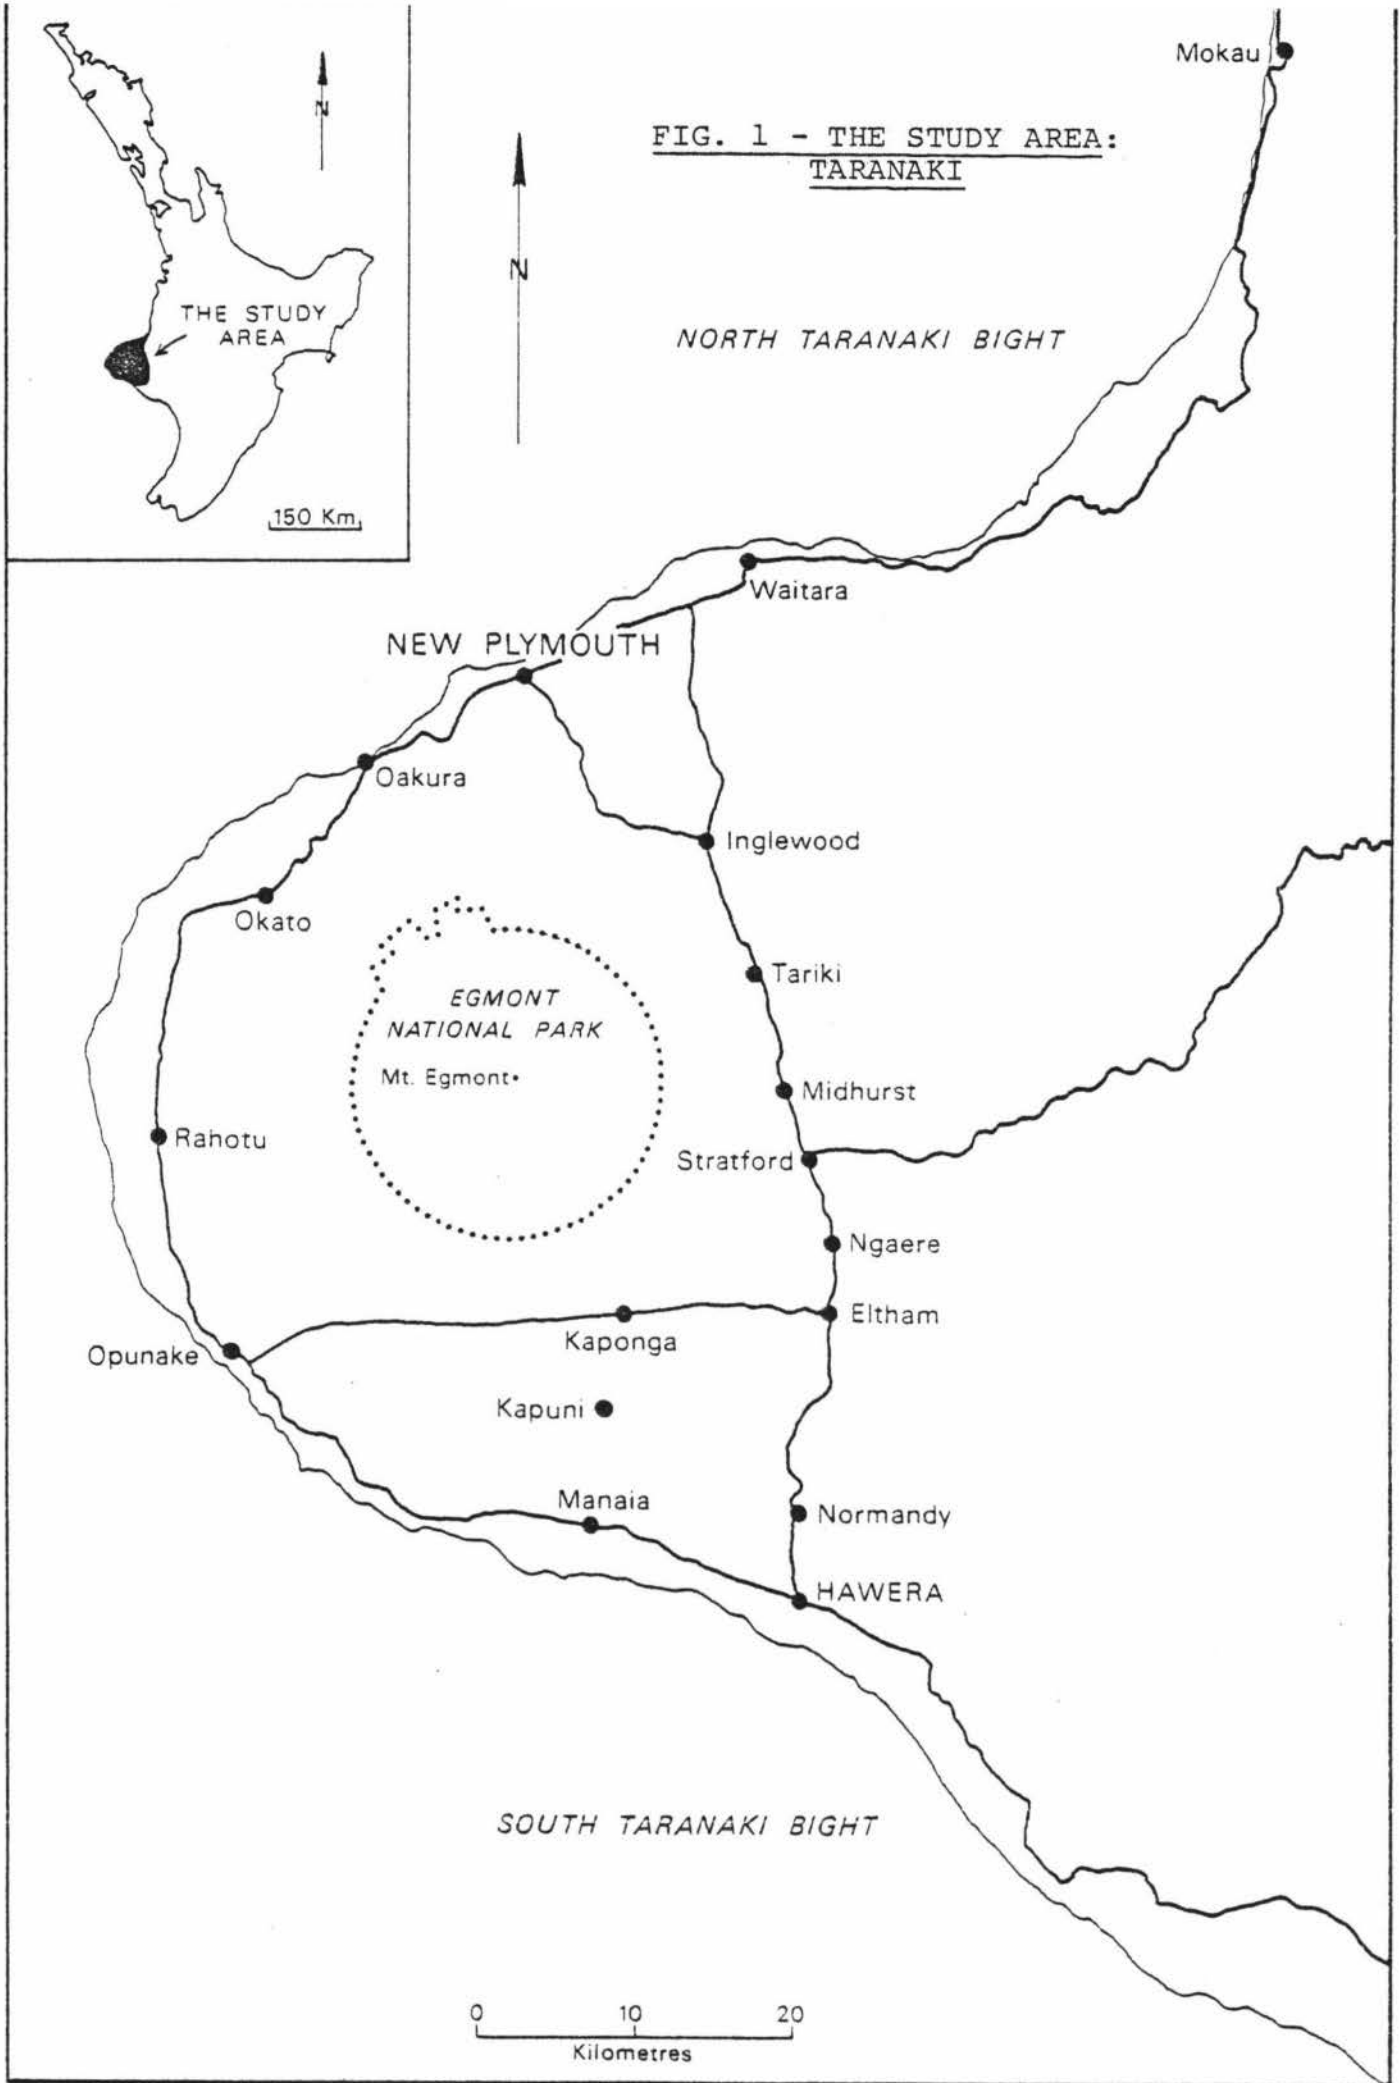 Mokau
FIG. 1 - THE STUDY AREA:
TARANAKI
N
N
THE STUDY
AREA
150 Km
NORTH TARANAKI BIGHT
Waitara
NEW PLYMOUTH
Oakura
Inglewood
Okato
Tariki
EGMONT
NATIONAL PARK
Mt. Egmont
Midhurst
Rahotu
Stratford
Ngaere
Eltham
Kaponga
Opunake
Kapuni
Manaia
Normandy
HAWERA
SOUTH TARANAKI BIGHT
0 10 20
Kilometres